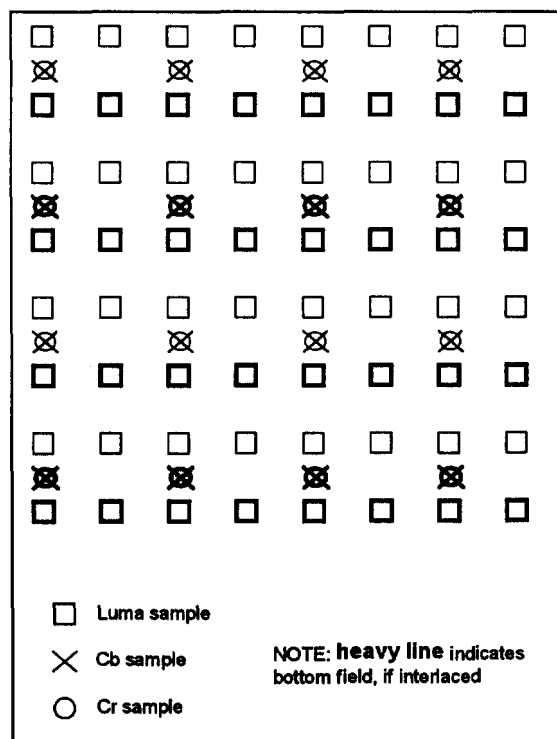 Luma sample
Cb sample
Cr sample
NOTE: heavy line indicates
bottom field, if interlaced